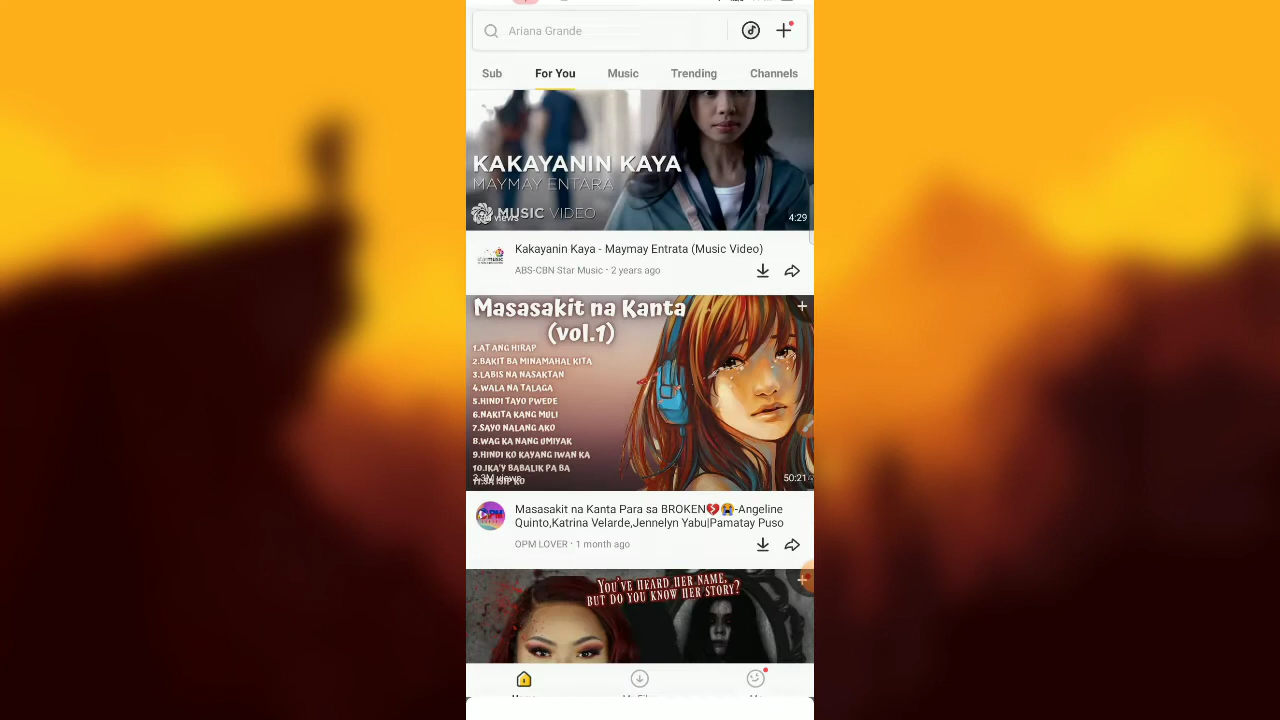 Ariana Grande
Sub For You Music Trending Channels
KAKAYANIN KAYA
MAYMAY ENTARA
MUSIC VIDEO
views
4:29
Kakayanin Kaya - Maymay Entrata (Music Video)
ABS-CBN Star Music · 2 years ago
Masasakit na Kanta
(vol.1)
1.AT ANG HIRAP
2.BAKIT BA MINAMAHAL KITA
3.LABIS NA NASAKTAN
4.WALA NA TALAGA
5.HINDI TAYO PWEDE
6.NAKITA KANG MULI
7.SAYO NALANG AKO
8.WAG KA NANG UMIYAK
9.HINDI KO KAYANG IWAN KA
10.IKA'Y BABALIK PA BA
views
50:21
Masasakit na Kanta Para sa BROKEN💔😭-Angeline
Quinto,Katrina Velarde,Jennelyn Yabu|Pamatay Puso
OPM LOVER · 1 month ago
YOU'VE HEARD HER NAME,
BUT DO YOU KNOW HER STORY?